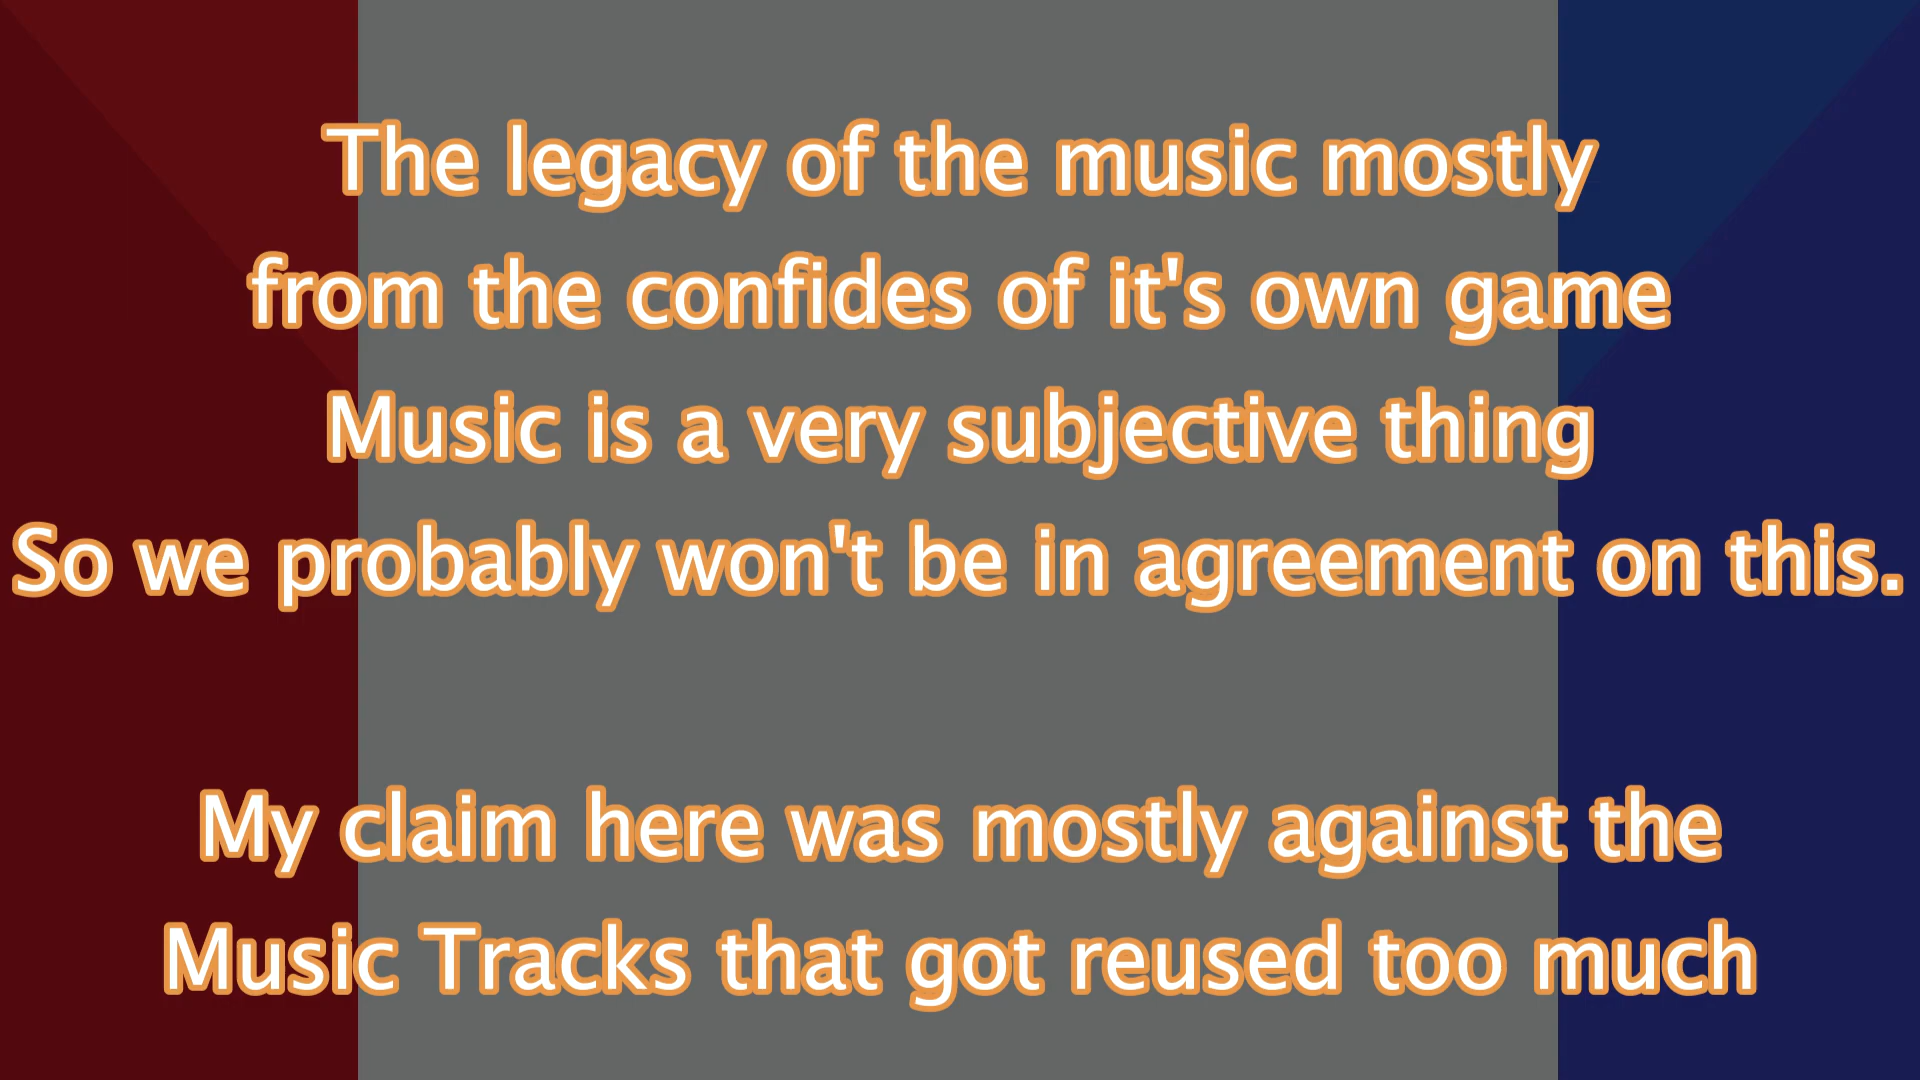 The legacy of the music mostly
from the confides of it's own game
Music is a very subjective thing
So we probably won't be in agreement on this.
My claim here was mostly against the
Music Tracks that got reused too much